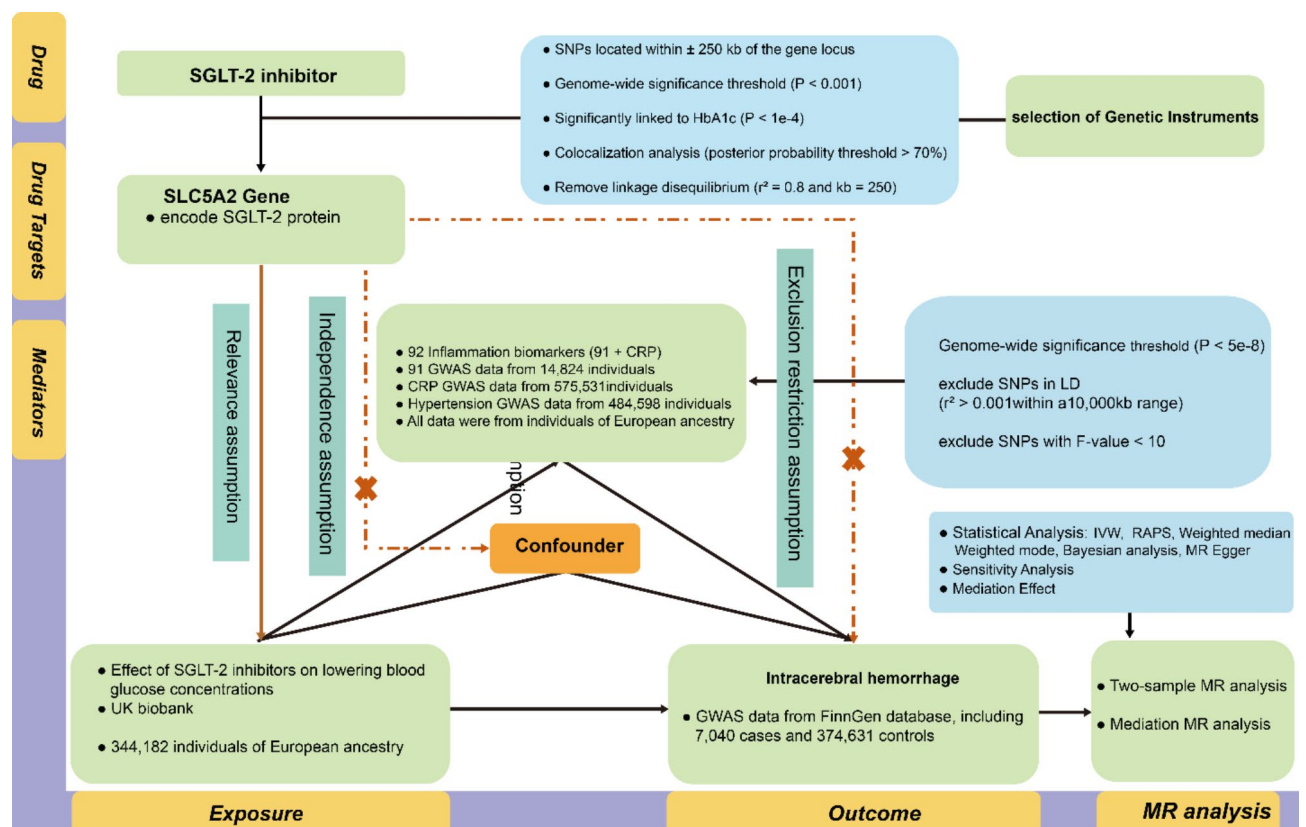 Drug
Drug Targets
Mediators
SGLT-2 inhibitor
● SNPs located within ± 250 kb of the gene locus
● Genome-wide significance threshold (P < 0.001)
● Significantly linked to HbA1c (P < 1e-4)
● Colocalization analysis (posterior probability threshold > 70%)
● Remove linkage disequilibrium (r² = 0.8 and kb = 250)
selection of Genetic Instruments
SLC5A2 Gene
● encode SGLT-2 protein
Relevance assumption
Independence assumption
mption
Exclusion restriction assumption
● 92 Inflammation biomarkers (91 + CRP)
● 91 GWAS data from 14,824 individuals
● CRP GWAS data from 575,531individuals
● Hypertension GWAS data from 484,598 individuals
● All data were from individuals of European ancestry
Genome-wide significance threshold (P < 5e-8)
exclude SNPs in LD
(r² > 0.001within a10,000kb range)
exclude SNPs with F-value < 10
Confounder
● Statistical Analysis: IVW, RAPS, Weighted median
Weighted mode, Bayesian analysis, MR Egger
● Sensitivity Analysis
● Mediation Effect
● Effect of SGLT-2 inhibitors on lowering blood
glucose concentrations
● UK biobank
● 344,182 individuals of European ancestry
Intracerebral hemorrhage
● GWAS data from FinnGen database, including
7,040 cases and 374,631 controls
● Two-sample MR analysis
● Mediation MR analysis
Exposure
Outcome
MR analysis